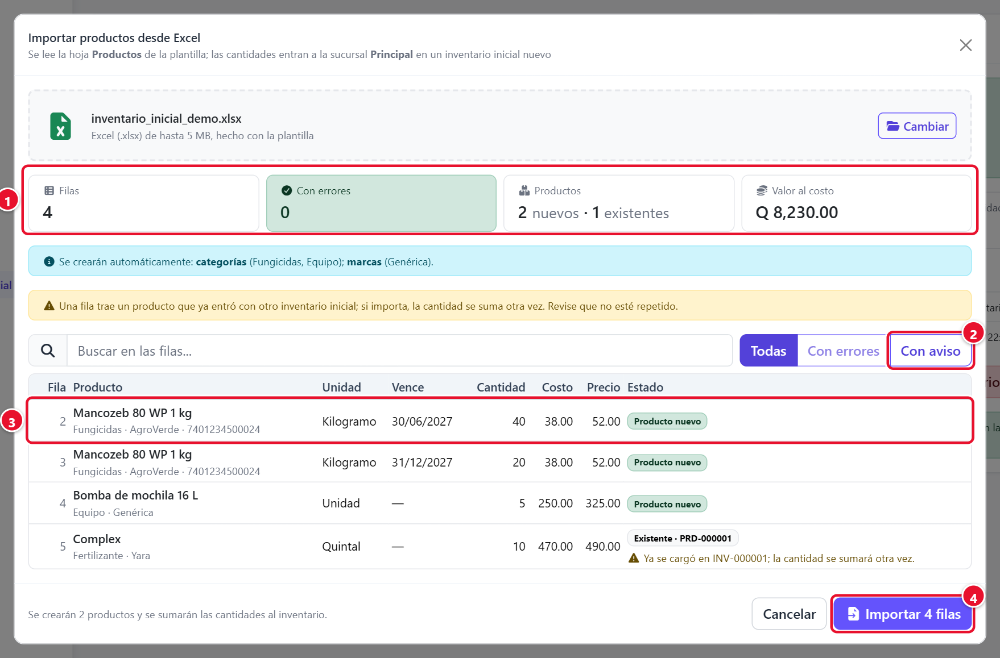 Importar productos desde Excel
Se lee la hoja Productos de la plantilla; las cantidades entran a la sucursal Principal en un inventario inicial nuevo
inventario_inicial_demo.xlsx
Excel (.xlsx) de hasta 5 MB, hecho con la plantilla
Cambiar
1
Filas
4
Con errores
0
Productos
2 nuevos · 1 existentes
Valor al costo
Q 8,230.00
Se crearán automáticamente: categorías (Fungicidas, Equipo); marcas (Genérica).
ial
Una fila trae un producto que ya entró con otro inventario inicial; si importa, la cantidad se suma otra vez. Revise que no esté repetido.
2
Buscar en las filas...
Todas
Con errores
Con aviso
Fila Producto Unidad Vence Cantidad Costo Precio Estado
3
2 Mancozeb 80 WP 1 kg Kilogramo 30/06/2027 40 38.00 52.00 Producto nuevo
Fungicidas · AgroVerde · 7401234500024
3 Mancozeb 80 WP 1 kg Kilogramo 31/12/2027 20 38.00 52.00 Producto nuevo
Fungicidas · AgroVerde · 7401234500024
4 Bomba de mochila 16 L Unidad — 5 250.00 325.00 Producto nuevo
Equipo · Genérica
5 Complex Quintal — 10 470.00 490.00 Existente · PRD-000001
Fertilizante · Yara
Ya se cargó en INV-000001; la cantidad se sumará otra vez.
4
Se crearán 2 productos y se sumarán las cantidades al inventario.
Cancelar
Importar 4 filas